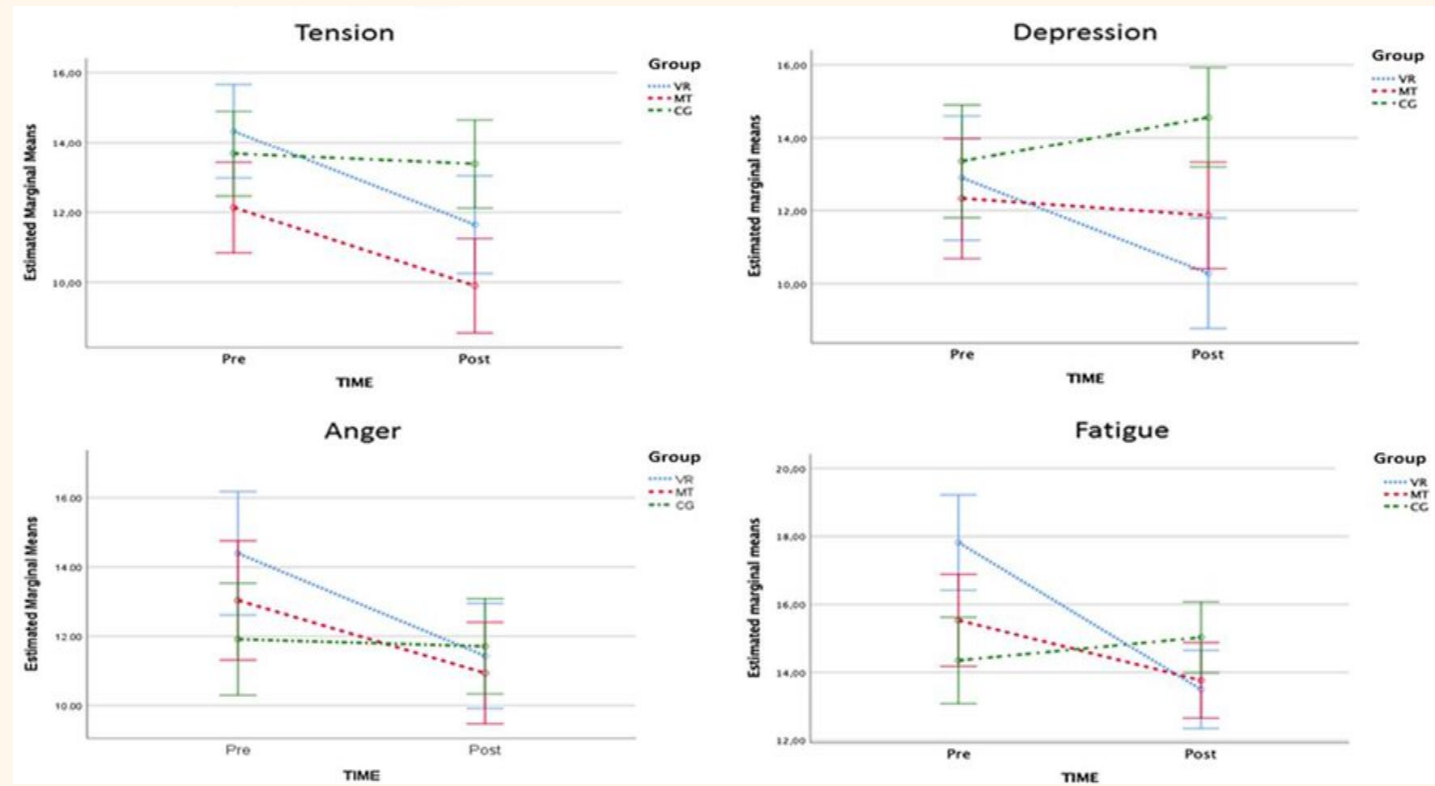 Tension
Group
VR
MT
CG
Estimated Marginal Means
16,00
14,00
12,00
10,00
Pre
Post
TIME
Depression
Group
VR
MT
CG
Estimated marginal means
16,00
14,00
12,00
10,00
Pre
Post
TIME
Anger
Group
VR
MT
CG
Estimated Marginal Means
16.00
14.00
12.00
10.00
Pre
Post
TIME
Fatigue
Group
VR
MT
CG
Estimated marginal means
20,00
18,00
16,00
14,00
12,00
Pre
Post
TIME